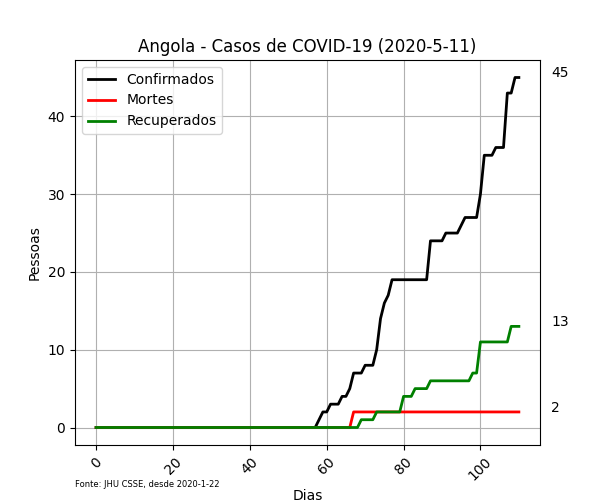 Angola - Casos de COVID-19 (2020-5-11)
Confirmados
Mortes
Recuperados
45
13
2
Pessoas
40
30
20
10
0
0
20
40
60
80
100
Dias
Fonte: JHU CSSE, desde 2020-1-22